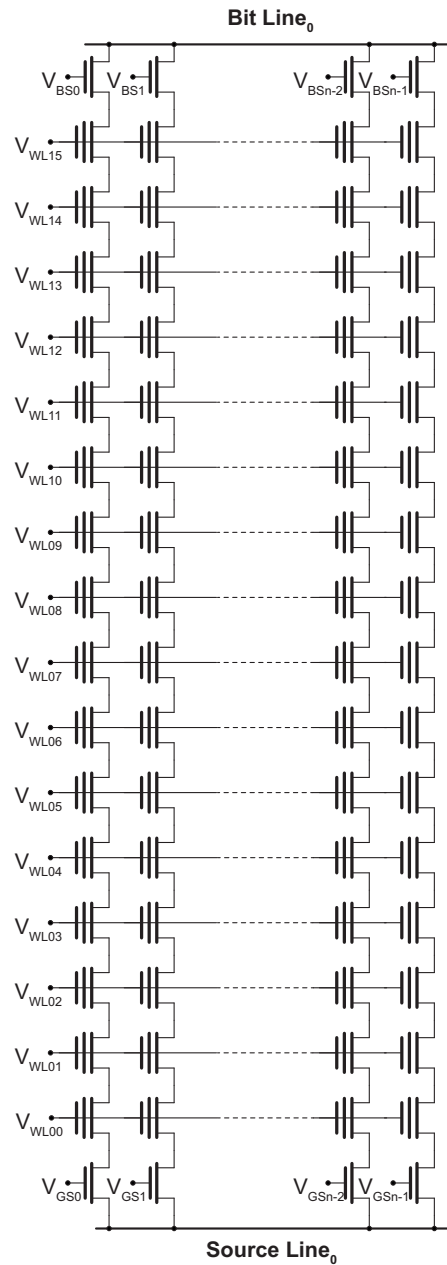 Bit Line0
VBS0 VBS1 VBSn-2 VBSn-1
VWL15
VWL14
VWL13
VWL12
VWL11
VWL10
VWL09
VWL08
VWL07
VWL06
VWL05
VWL04
VWL03
VWL02
VWL01
VWL00
VGS0 VGS1 VGSn-2 VGSn-1
Source Line0